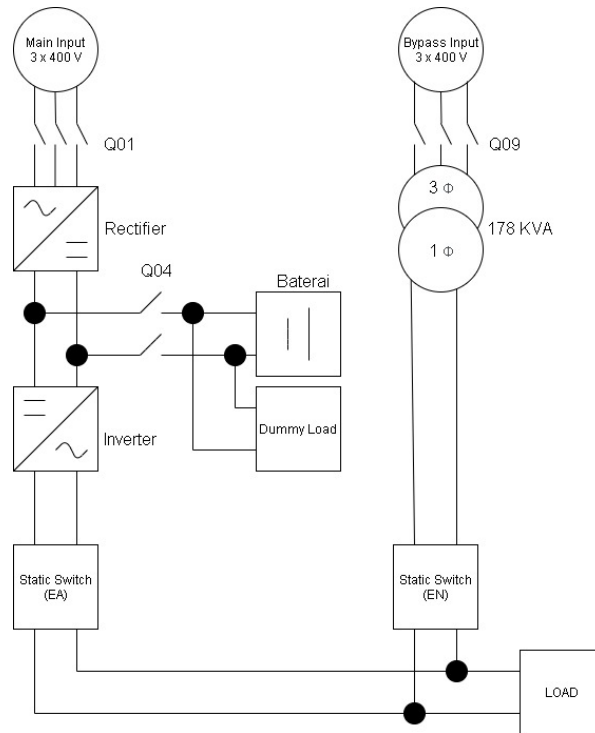 Main Input
3 x 400 V
Bypass Input
3 x 400 V
Q01
Q09
3 Φ
178 KVA
1 Φ
Rectifier
Q04
Baterai
Inverter
Dummy Load
Static Switch
(EA)
Static Switch
(EN)
LOAD